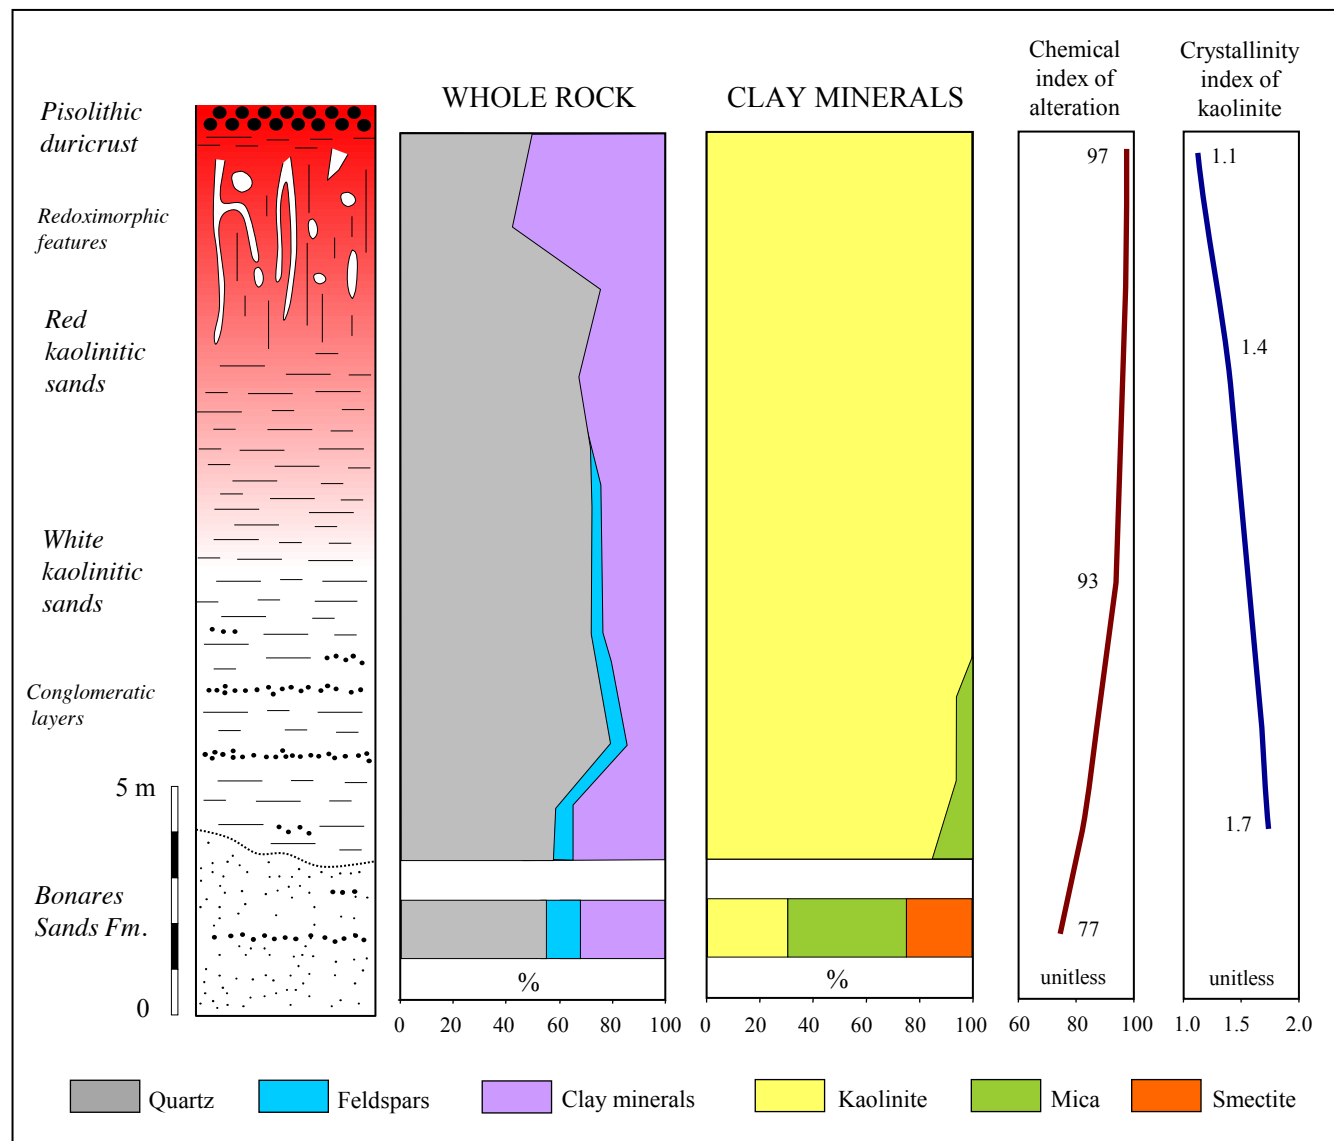 Chemical
index of
alteration
Crystallinity
index of
kaolinite
WHOLE ROCK
CLAY MINERALS
Pisolithic
duricrust
Redoximorphic
features
Red
kaolinitic
sands
White
kaolinitic
sands
Conglomeratic
layers
5 m
Bonares
Sands Fm.
0
97
93
77
1.1
1.4
1.7
%
%
unitless
unitless
0 20 40 60 80 100
0 20 40 60 80 100
60 80 100
1.0 1.5 2.0
Quartz
Feldspars
Clay minerals
Kaolinite
Mica
Smectite